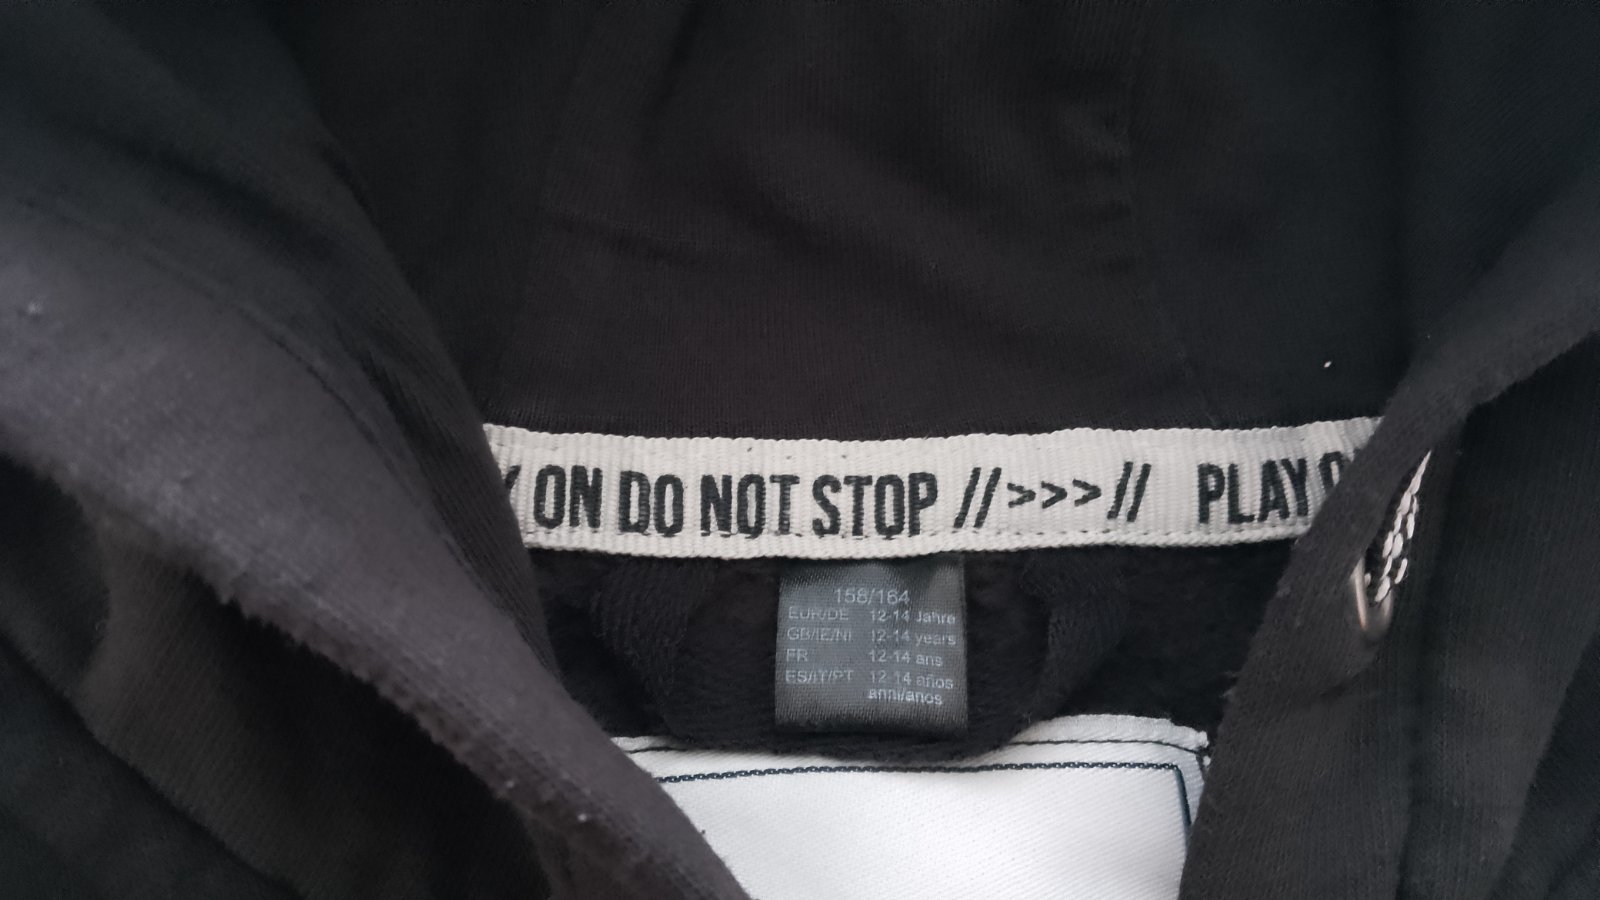 ON DO NOT STOP //>>>// PLAY
158/164
EUR/DE 12-14 Jahre
GB/IE/NI 12-14 years
FR 12-14 ans
ES/IT/PT 12-14 años
anni/anos